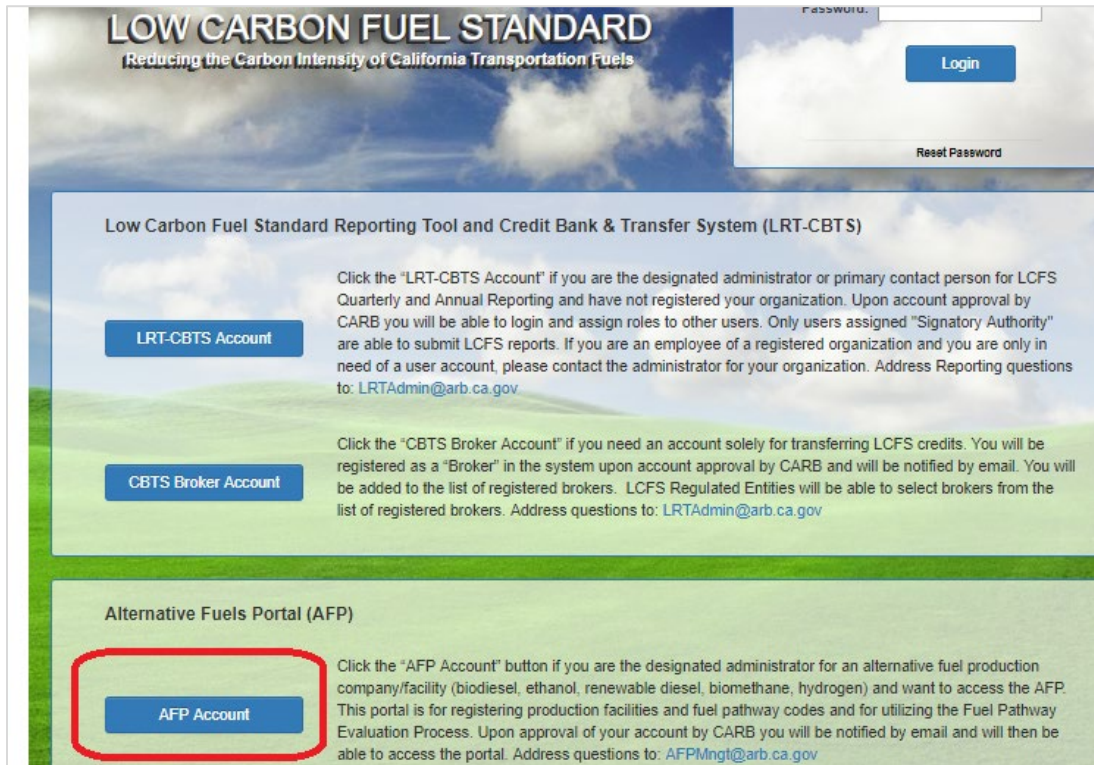 LOW CARBON FUEL STANDARD
Reducing the Carbon Intensity of California Transportation Fuels
Password:
Login
Reset Password
Low Carbon Fuel Standard Reporting Tool and Credit Bank & Transfer System (LRT-CBTS)
LRT-CBTS Account
Click the "LRT-CBTS Account" if you are the designated administrator or primary contact person for LCFS
Quarterly and Annual Reporting and have not registered your organization. Upon account approval by
CARB you will be able to login and assign roles to other users. Only users assigned "Signatory Authority"
are able to submit LCFS reports. If you are an employee of a registered organization and you are only in
need of a user account, please contact the administrator for your organization. Address Reporting questions
to: LRTAdmin@arb.ca.gov
CBTS Broker Account
Click the "CBTS Broker Account" if you need an account solely for transferring LCFS credits. You will be
registered as a "Broker" in the system upon account approval by CARB and will be notified by email. You will
be added to the list of registered brokers. LCFS Regulated Entities will be able to select brokers from the
list of registered brokers. Address questions to: LRTAdmin@arb.ca.gov
Alternative Fuels Portal (AFP)
AFP Account
Click the "AFP Account" button if you are the designated administrator for an alternative fuel production
company/facility (biodiesel, ethanol, renewable diesel, biomethane, hydrogen) and want to access the AFP.
This portal is for registering production facilities and fuel pathway codes and for utilizing the Fuel Pathway
Evaluation Process. Upon approval of your account by CARB you will be notified by email and will then be
able to access the portal. Address questions to: AFPMngt@arb.ca.gov